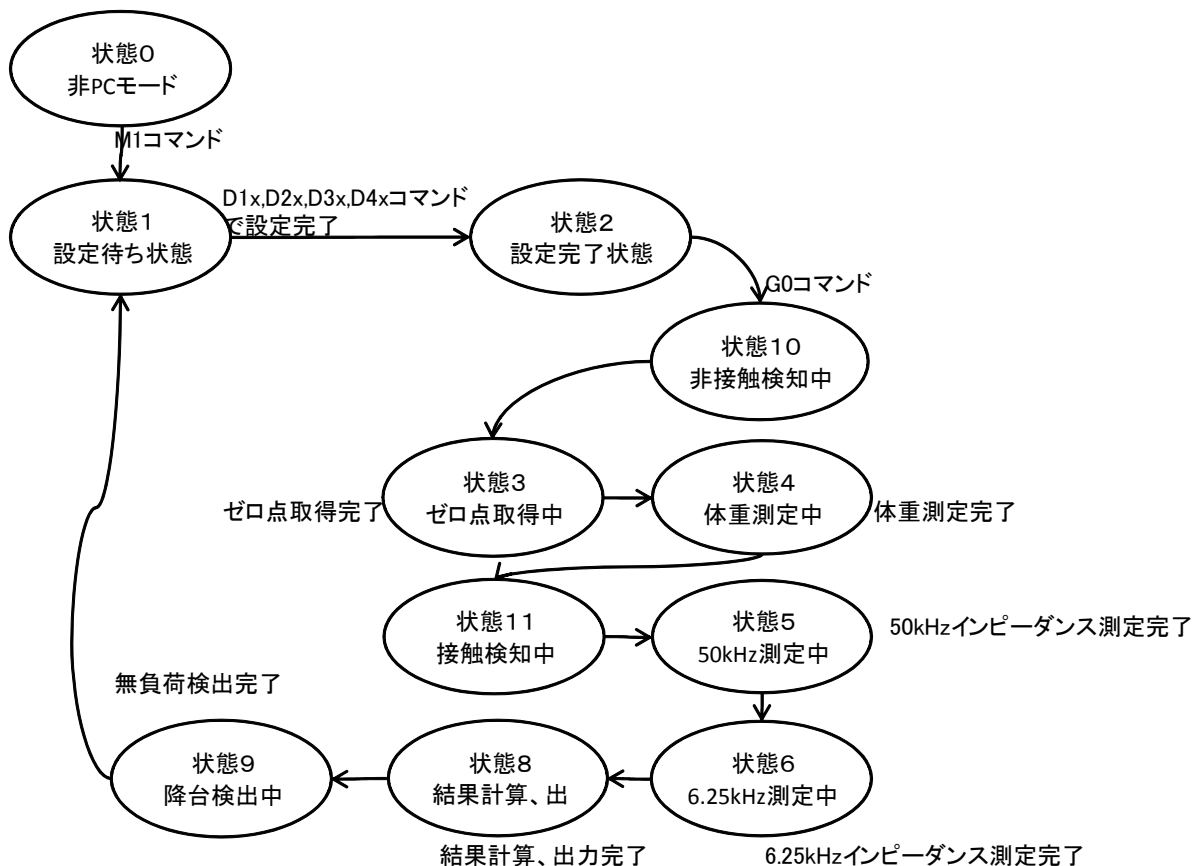 状態0
非PCモード
M1コマンド
状態1
設定待ち状態
D1x,D2x,D3x,D4xコマンド
で設定完了
状態2
設定完了状態
G0コマンド
状態10
非接触検知中
状態3
ゼロ点取得中
ゼロ点取得完了
状態4
体重測定中
体重測定完了
状態11
接触検知中
状態5
50kHz測定中
50kHzインピーダンス測定完了
無負荷検出完了
状態9
降台検出中
状態8
結果計算、出
状態6
6.25kHz測定中
結果計算、出力完了
6.25kHzインピーダンス測定完了